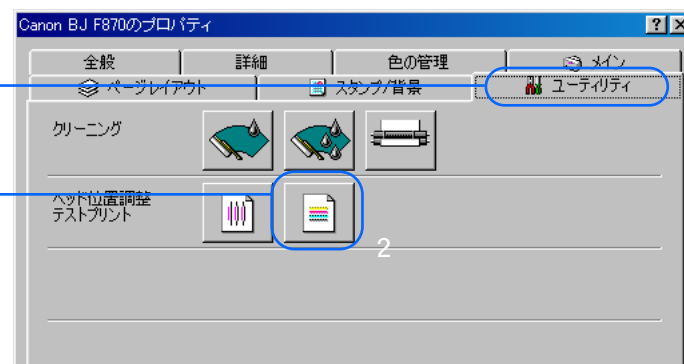 Canon BJ F870のプロパティ
全般 詳細 色の管理 メイン
ページレイアウト スタンプ/背景 ユーティリティ
クリーニング
ヘッド位置調整
テストプリント
2